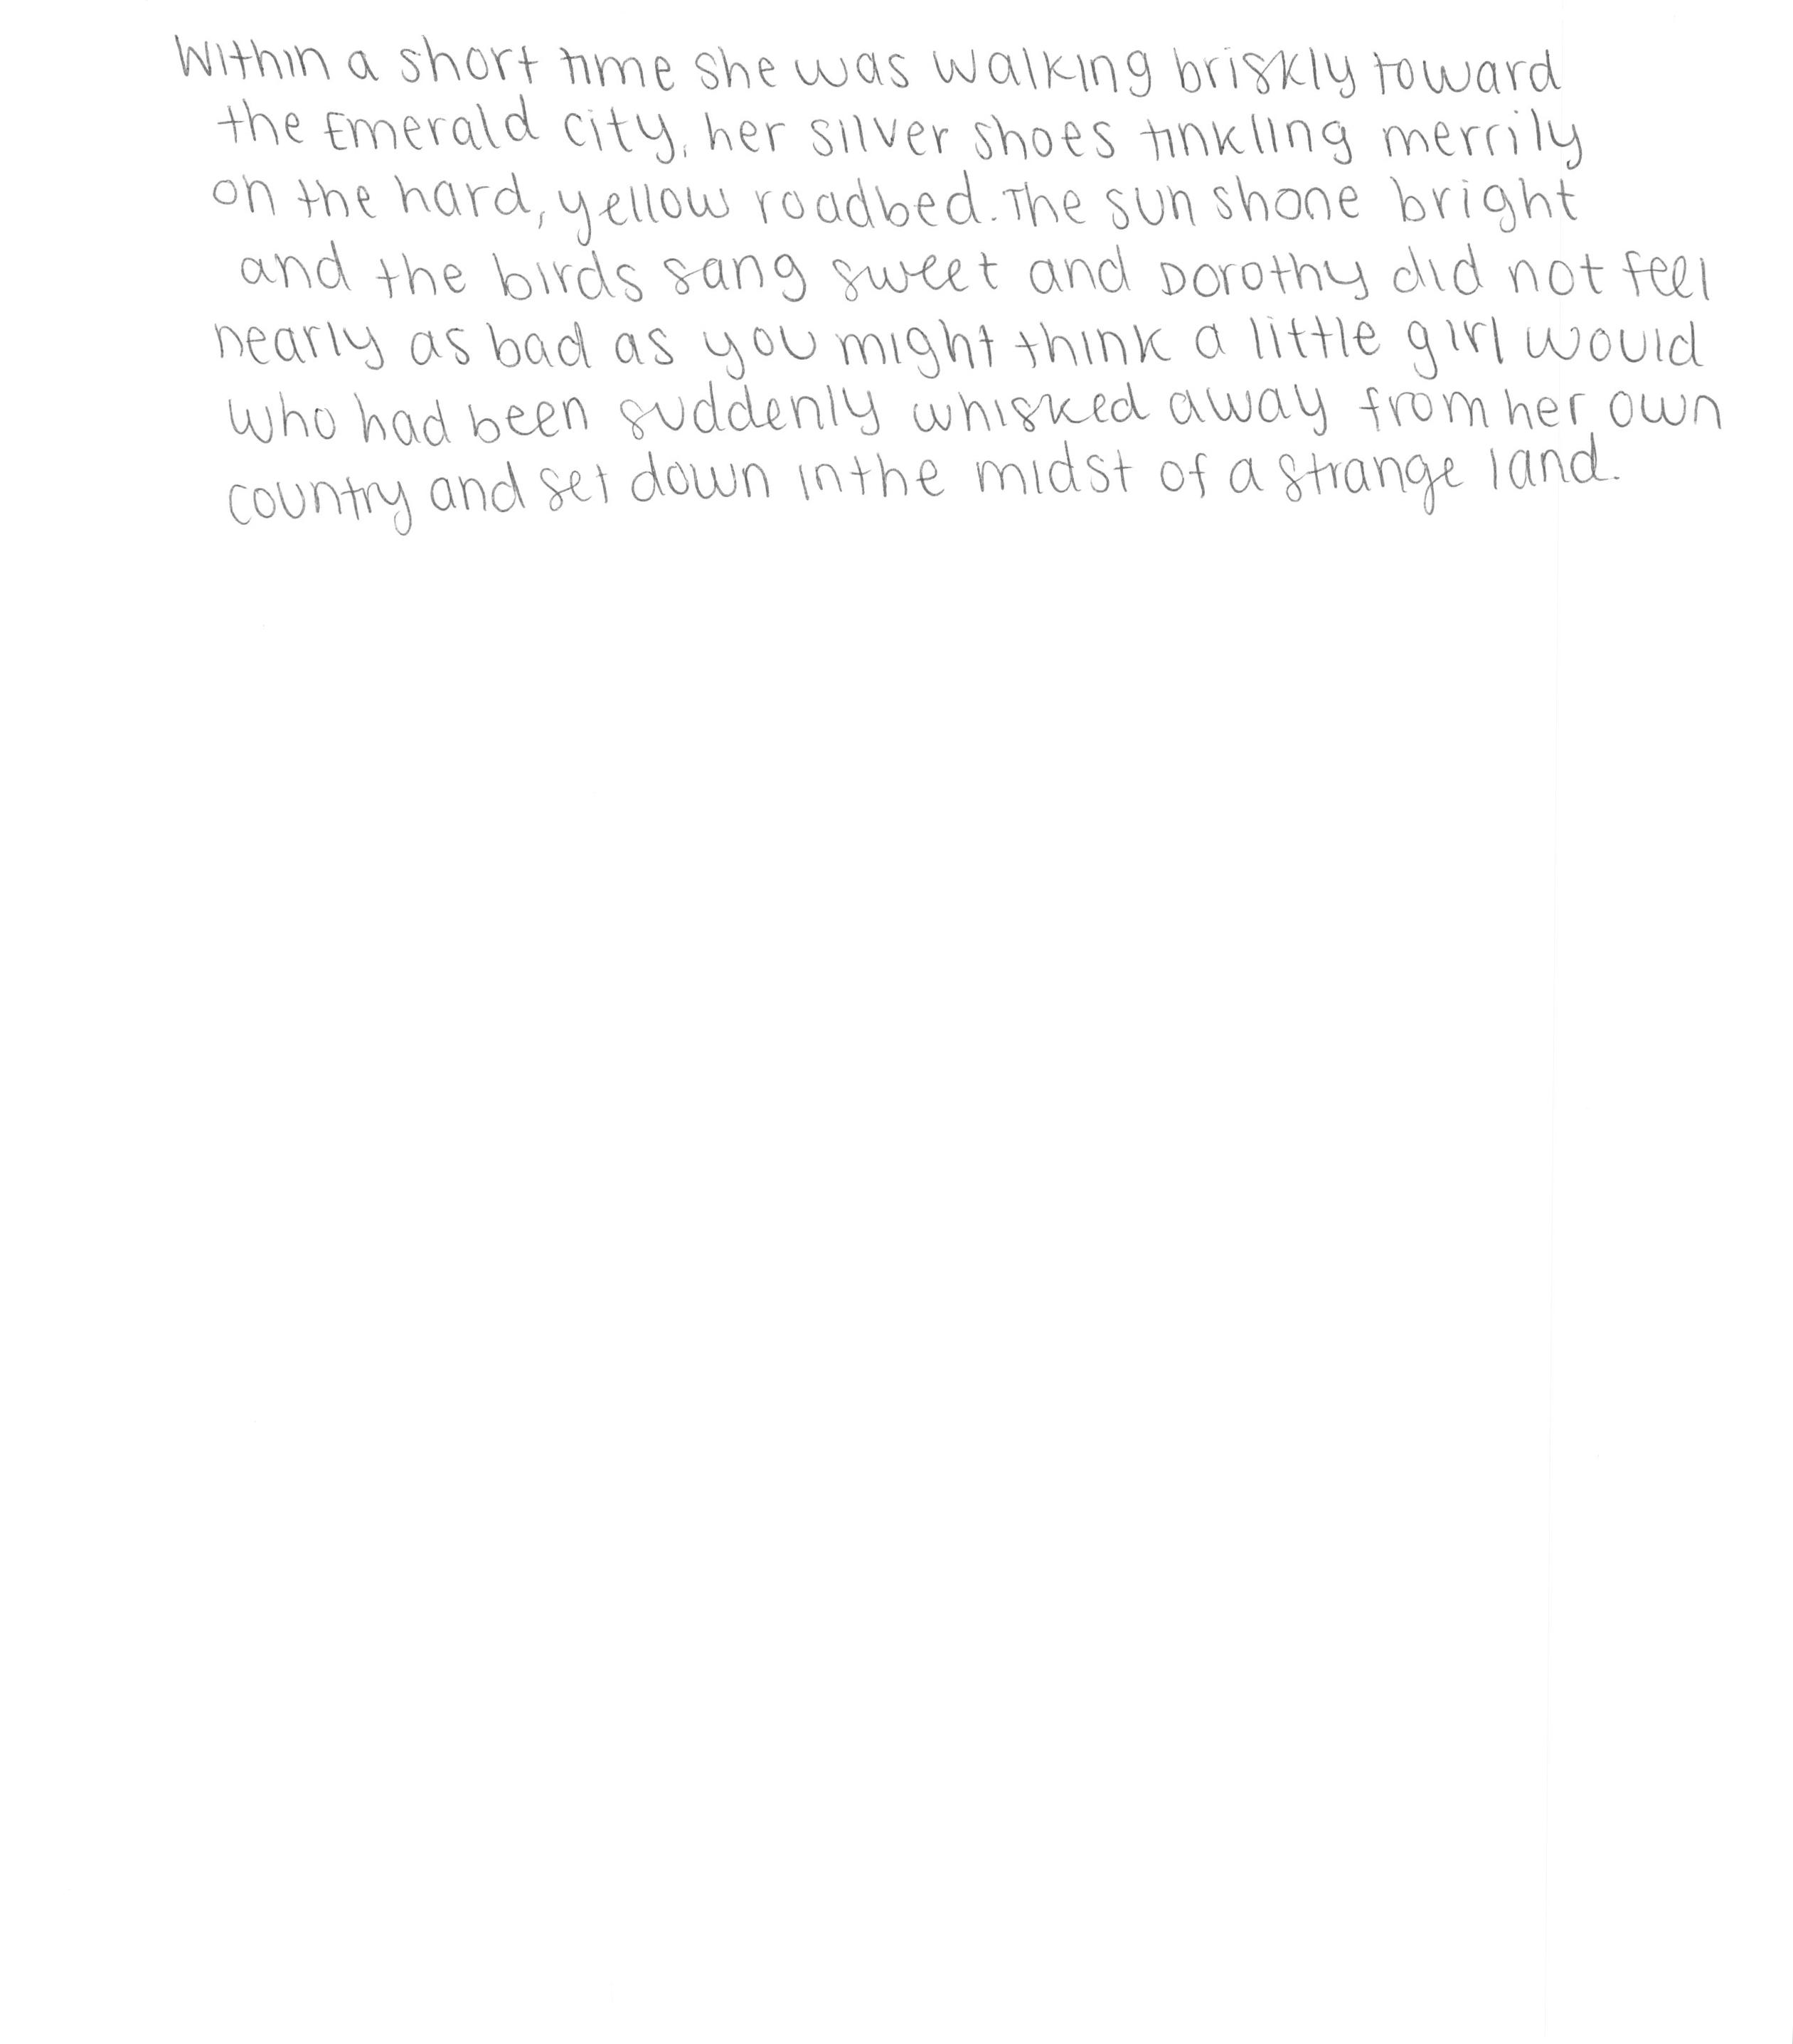 Within a short time she was walking briskly toward
the Emerald city, her silver shoes tinkling merrily
on the hard, yellow roadbed. The sun shone bright
and the birds sang sweet and Dorothy did not feel
nearly as bad as you might think a little girl would
who had been suddenly whisked away from her own
country and set down in the midst of a strange land.